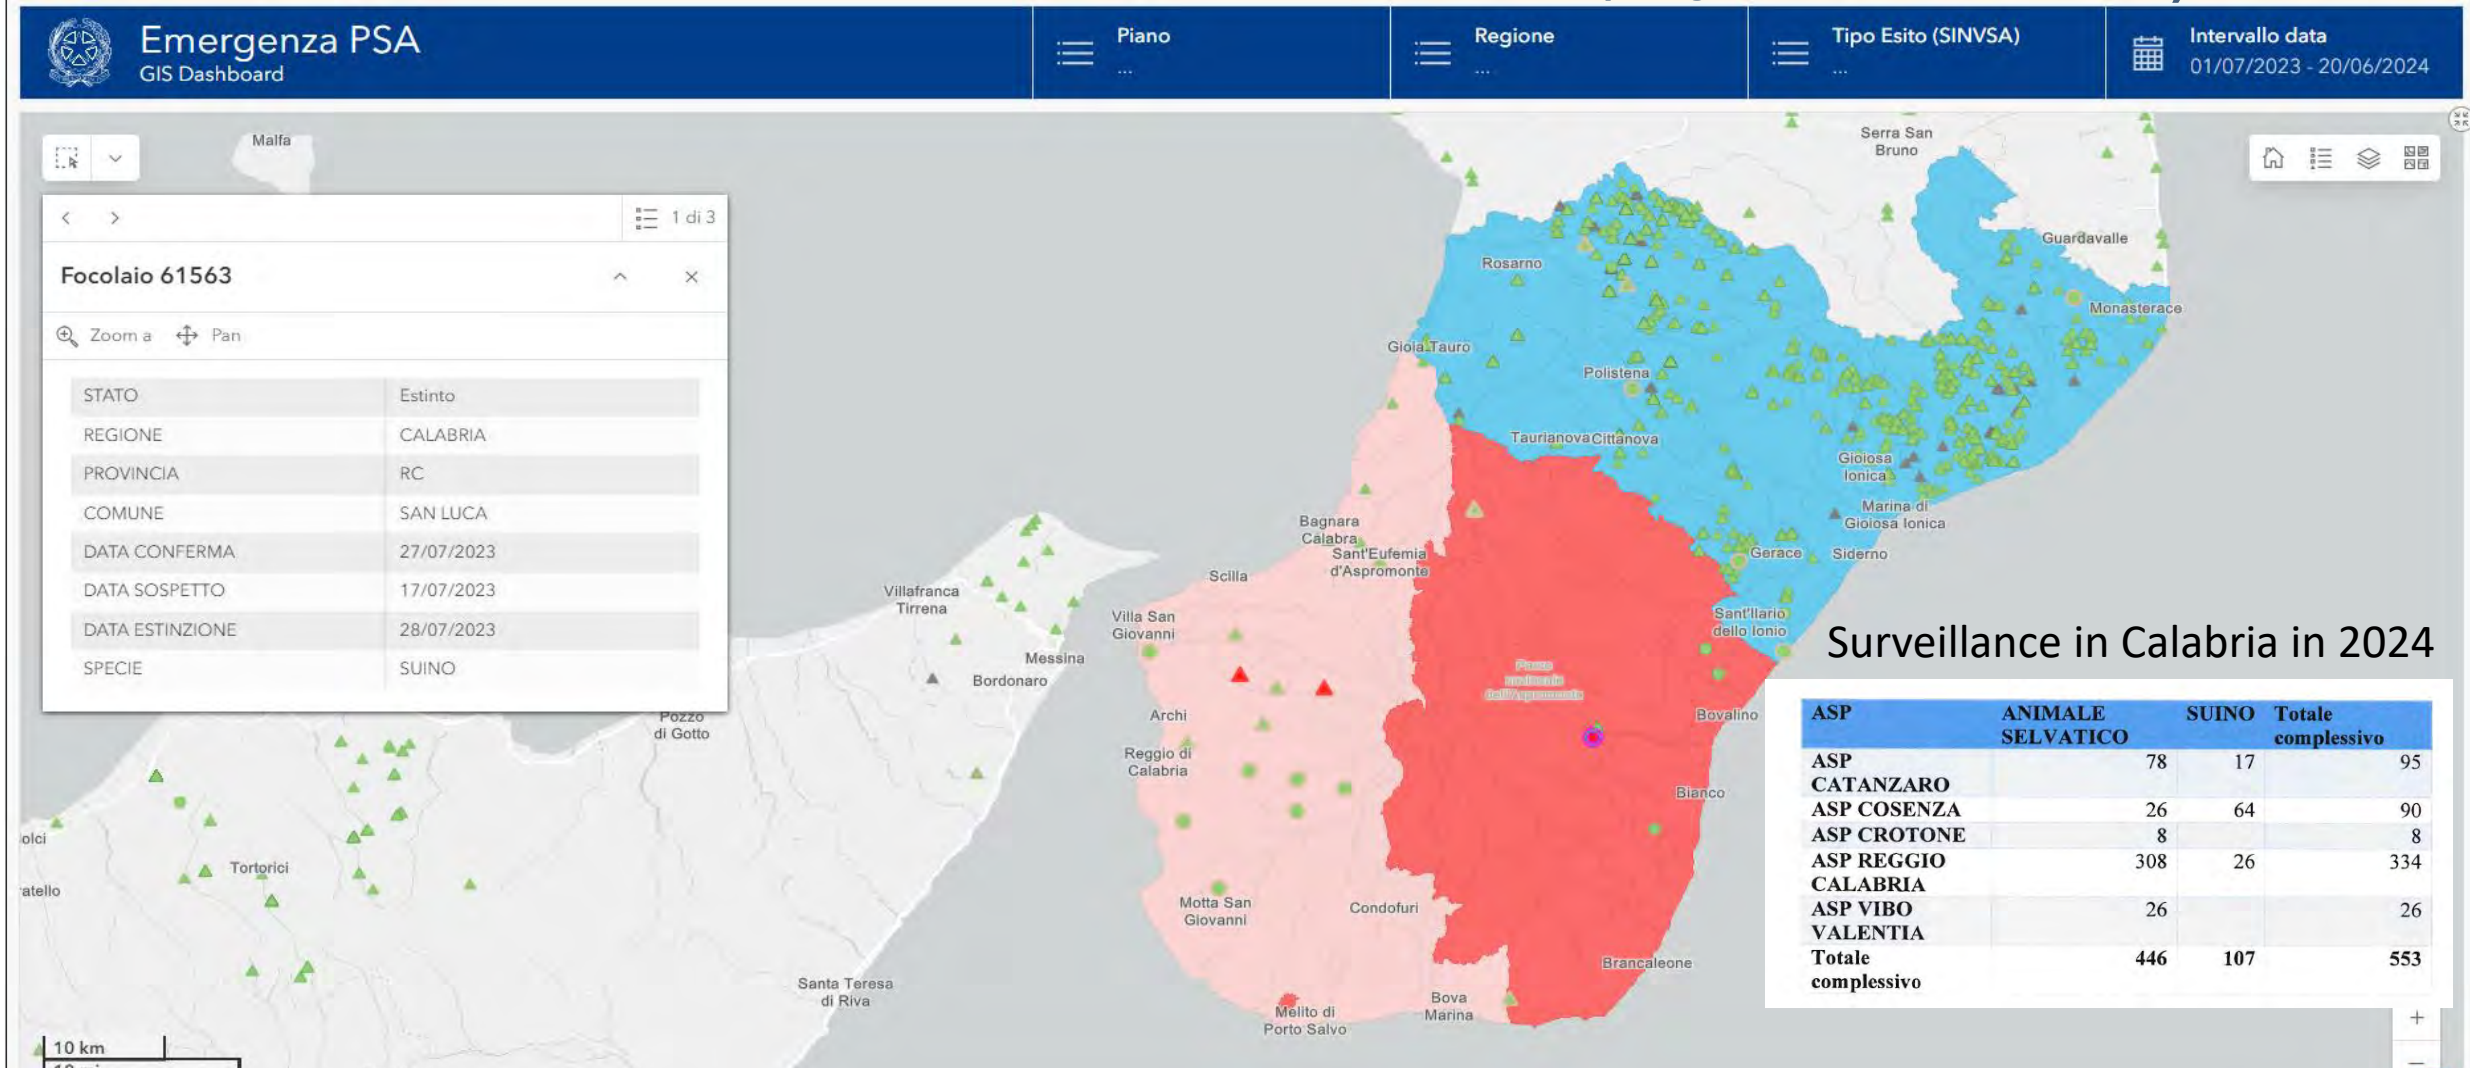 Emergenza PSA
GIS Dashboard
Piano
...
Regione
...
Tipo Esito (SINVSA)
...
Intervallo data
01/07/2023 - 20/06/2024
Malfa
1 di 3
Focolaio 61563
Zoom a
Pan
STATO Estinto
REGIONE CALABRIA
PROVINCIA RC
COMUNE SAN LUCA
DATA CONFERMA 27/07/2023
DATA SOSPETTO 17/07/2023
DATA ESTINZIONE 28/07/2023
SPECIE SUINO
Serra San
Bruno
Guardavalle
Rosarno
Monasterace
Gioia Tauro
Polistena
Taurianova
Cittanova
Gioiosa
Ionica
Marina di
Gioiosa Ionica
Bagnara
Calabra
Sant'Eufemia
d'Aspromonte
Gerace
Siderno
Scilla
Villafranca
Tirrena
Villa San
Giovanni
Sant'Ilario
dello Ionio
Messina
Bordonaro
Parco
nazionale
dell'Aspromonte
Pozzo
di Gotto
Archi
Bovalino
Reggio di
Calabria
Bianco
olci
Tortorici
atello
Motta San
Giovanni
Condofuri
Brancaleone
Santa Teresa
di Riva
Melito di
Porto Salvo
Bova
Marina
10 km
Surveillance in Calabria in 2024
ASP ANIMALE SELVATICO SUINO Totale complessivo
ASP CATANZARO 78 17 95
ASP COSENZA 26 64 90
ASP CROTONE 8 8
ASP REGGIO CALABRIA 308 26 334
ASP VIBO VALENTIA 26 26
Totale complessivo 446 107 553